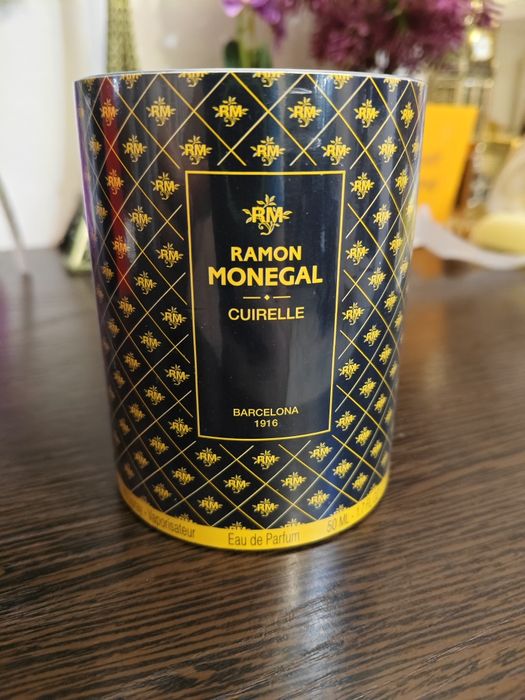 RM
RAMON
MONEGAL
CUIRELLE
BARCELONA
1916
Vaporisateur
Eau de Parfum
50 ML